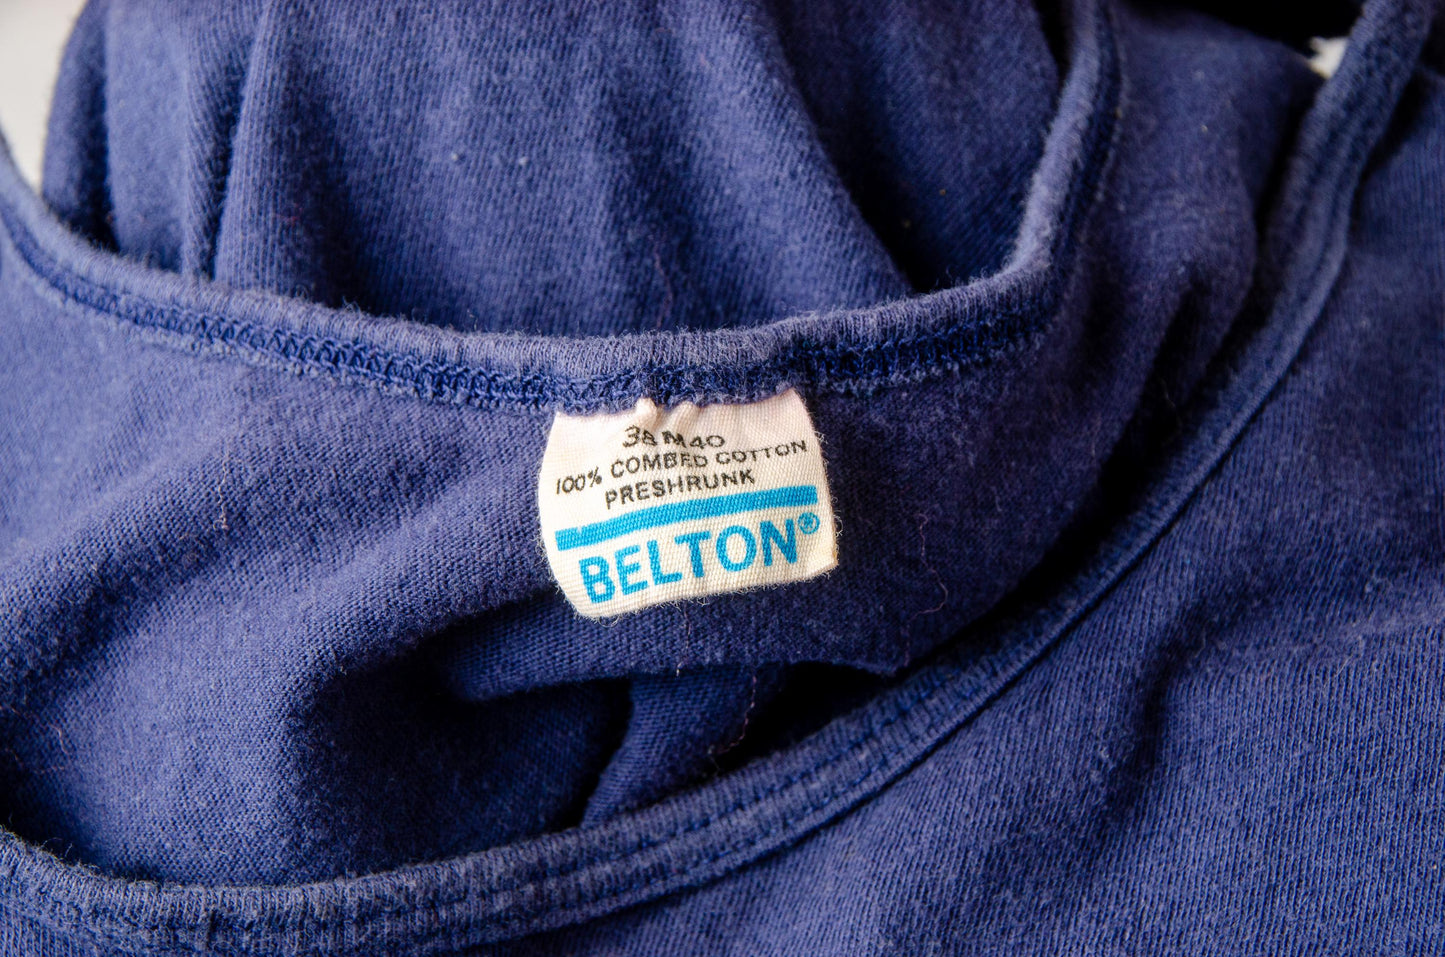 38 M 40
100% COMBED COTTON
PRESHRUNK
BELTON®